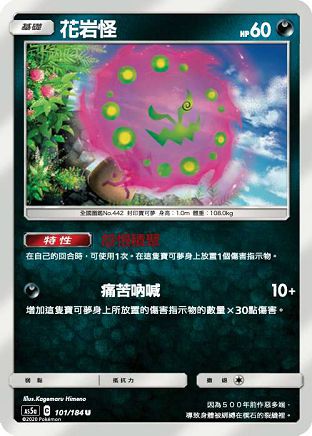 基礎 花岩怪 HP60
全國圖鑑No.442 封印寶可夢 身高：1.0m 體重：108.0kg
特性
在自己的回合時，可使用1次。在這隻寶可夢身上放置1個傷害指示物。
痛苦吶喊 10+
增加這隻寶可夢身上所放置的傷害指示物的數量×30點傷害。
弱點 抵抗力 撤退
Illus.Kagemaru Himeno
AS5a C 101/184 U
©2020 Pokémon
因為500年前作惡多端，
身體被綁縛在楔石的裂縫裡。